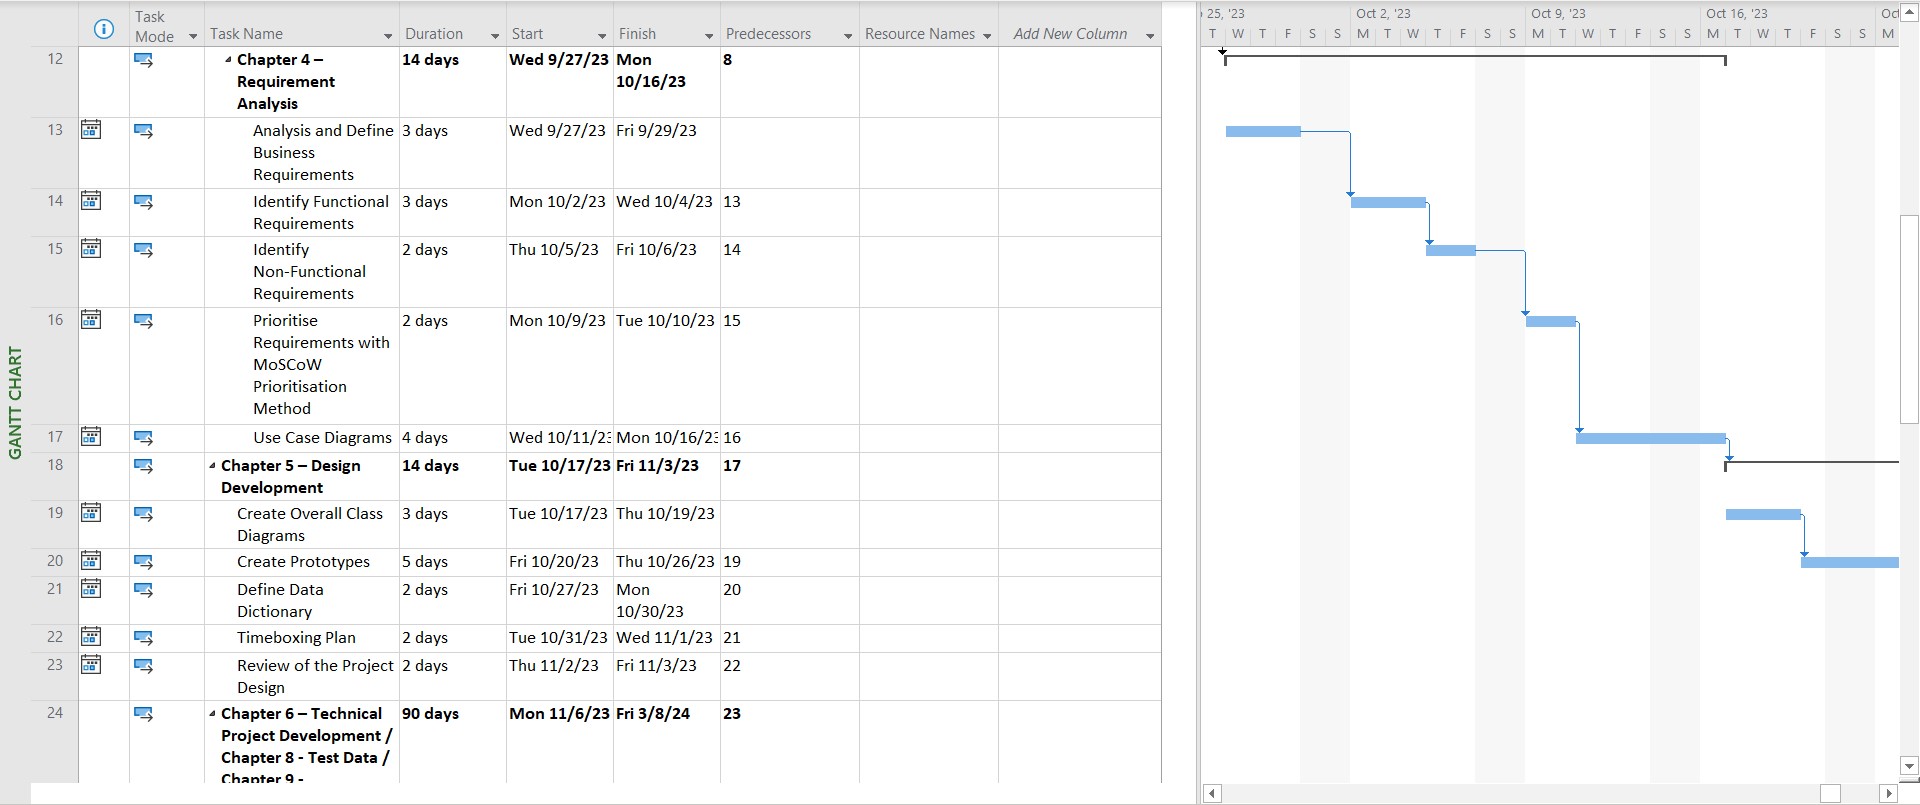 Task Mode Task Name Duration Start Finish Predecessors Resource Names Add New Column
25, '23 Oct 2, '23 Oct 9, '23 Oct 16, '23 Oct
T W T F S S M T W T F S S M T W T F S S M T W T F S S M
GANTT CHART
12 Chapter 4 – 14 days Wed 9/27/23 Mon 8
Requirement 10/16/23
Analysis
13 Analysis and Define 3 days Wed 9/27/23 Fri 9/29/23
Business
Requirements
14 Identify Functional 3 days Mon 10/2/23 Wed 10/4/23 13
Requirements
15 Identify 2 days Thu 10/5/23 Fri 10/6/23 14
Non-Functional
Requirements
16 Prioritise 2 days Mon 10/9/23 Tue 10/10/23 15
Requirements with
MoSCoW
Prioritisation
Method
17 Use Case Diagrams 4 days Wed 10/11/23 Mon 10/16/23 16
18 Chapter 5 – Design 14 days Tue 10/17/23 Fri 11/3/23 17
Development
19 Create Overall Class 3 days Tue 10/17/23 Thu 10/19/23
Diagrams
20 Create Prototypes 5 days Fri 10/20/23 Thu 10/26/23 19
21 Define Data 2 days Fri 10/27/23 Mon 20
Dictionary 10/30/23
22 Timeboxing Plan 2 days Tue 10/31/23 Wed 11/1/23 21
23 Review of the Project 2 days Thu 11/2/23 Fri 11/3/23 22
Design
24 Chapter 6 – Technical 90 days Mon 11/6/23 Fri 3/8/24 23
Project Development /
Chapter 8 - Test Data /
Chapter 9 -